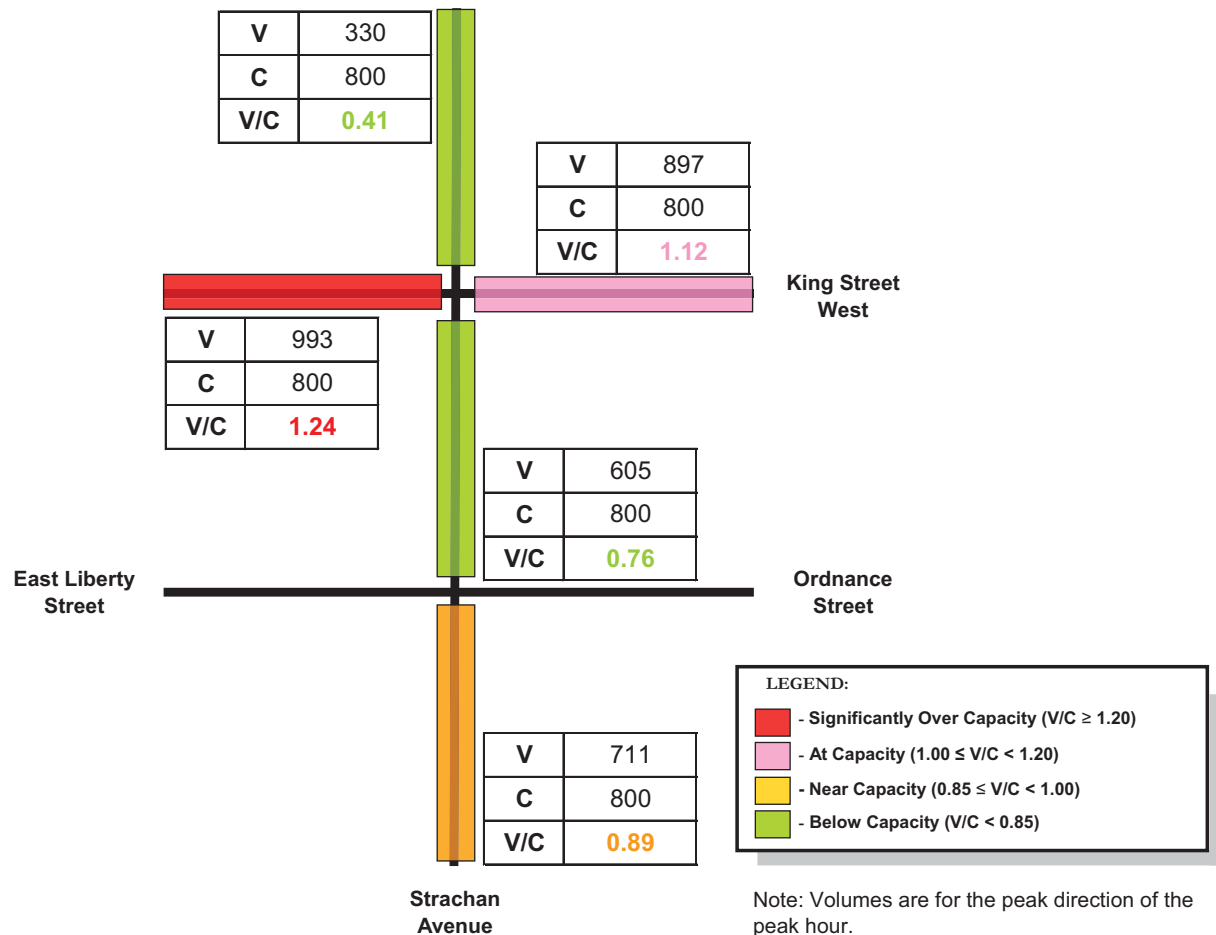 V 330
C 800
V/C 0.41
V 897
C 800
V/C 1.12
King Street
West
V 993
C 800
V/C 1.24
V 605
C 800
V/C 0.76
East Liberty
Street
Ordnance
Street
LEGEND:
- Significantly Over Capacity (V/C ≥ 1.20)
- At Capacity (1.00 ≤ V/C < 1.20)
- Near Capacity (0.85 ≤ V/C < 1.00)
- Below Capacity (V/C < 0.85)
V 711
C 800
V/C 0.89
Strachan
Avenue
Note: Volumes are for the peak direction of the
peak hour.